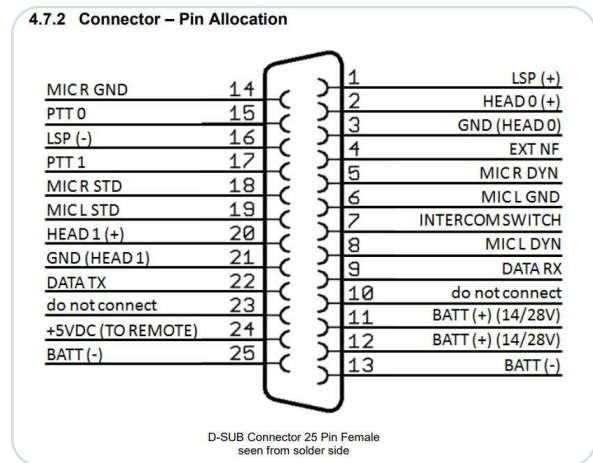 4.7.2 Connector – Pin Allocation
MIC R GND 14
PTT 0 15
LSP (-) 16
PTT 1 17
MIC R STD 18
MIC L STD 19
HEAD 1 (+) 20
GND (HEAD 1) 21
DATA TX 22
do not connect 23
+5VDC (TO REMOTE) 24
BATT (-) 25
1 LSP (+)
2 HEAD 0 (+)
3 GND (HEAD 0)
4 EXT NF
5 MIC R DYN
6 MIC L GND
7 INTERCOM SWITCH
8 MIC L DYN
9 DATA RX
10 do not connect
11 BATT (+) (14/28V)
12 BATT (+) (14/28V)
13 BATT (-)
D-SUB Connector 25 Pin Female
seen from solder side